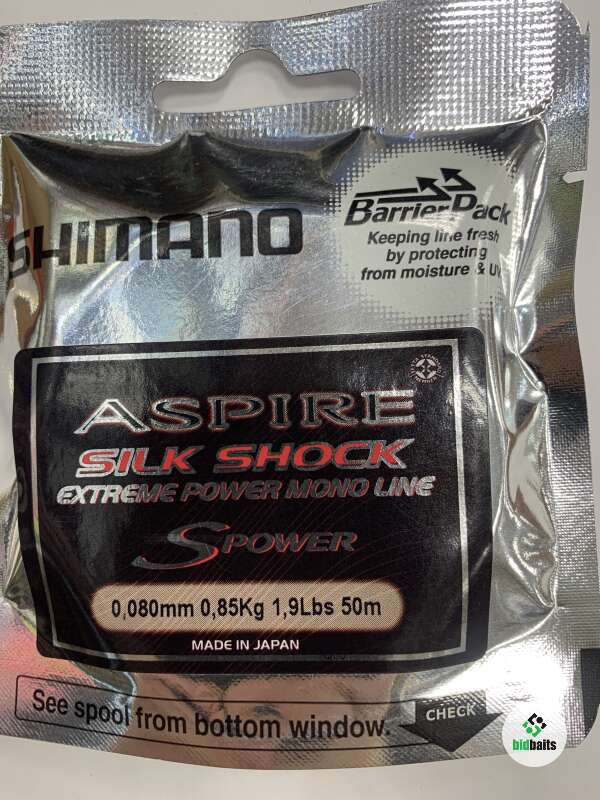 SHIMANO
BarrierPack
Keeping line fresh
by protecting
from moisture & UV
ASPIRE
SILK SHOCK
EXTREME POWER MONO LINE
S POWER
0,080mm 0,85Kg 1,9Lbs 50m
MADE IN JAPAN
See spool from bottom window.
CHECK
bidbaits